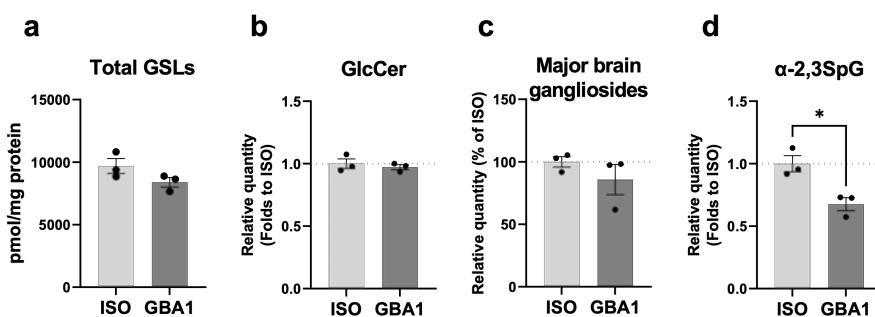 a
Total GSLs
pmol/mg protein
15000
10000
5000
0
ISO GBA1
b
GlcCer
Relative quantity
(Folds to ISO)
1.5
1.0
0.5
0.0
ISO GBA1
c
Major brain
gangliosides
Relative quantity (% of ISO)
150
100
50
0
ISO GBA1
d
α-2,3SpG
Relative quantity
(Folds to ISO)
1.5
1.0
0.5
0.0
*
ISO GBA1